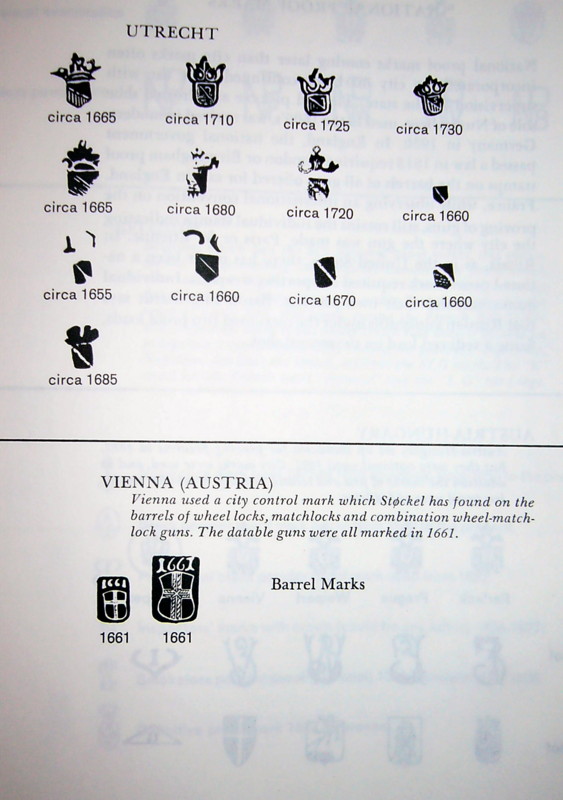 UTRECHT
circa 1665
circa 1710
circa 1725
circa 1730
circa 1665
circa 1680
circa 1720
circa 1660
circa 1655
circa 1660
circa 1670
circa 1660
circa 1685
VIENNA (AUSTRIA)
Vienna used a city control mark which Støckel has found on the
barrels of wheel locks, matchlocks and combination wheel-match-
lock guns. The datable guns were all marked in 1661.
1661
1661
Barrel Marks
1661
1661